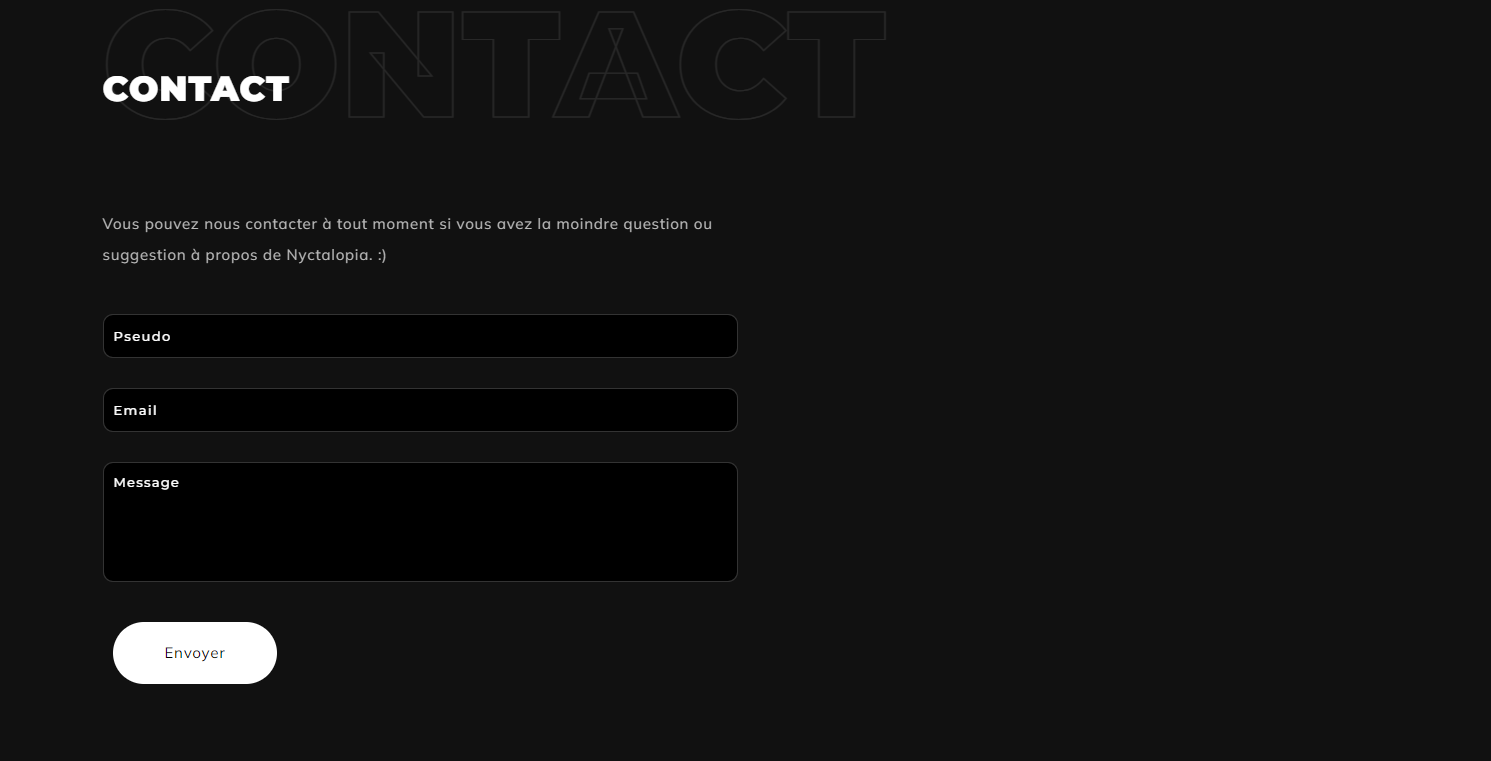 CONTACT
CONTACT
Vous pouvez nous contacter à tout moment si vous avez la moindre question ou
suggestion à propos de Nyctalopia. :)
Pseudo
Email
Message
Envoyer